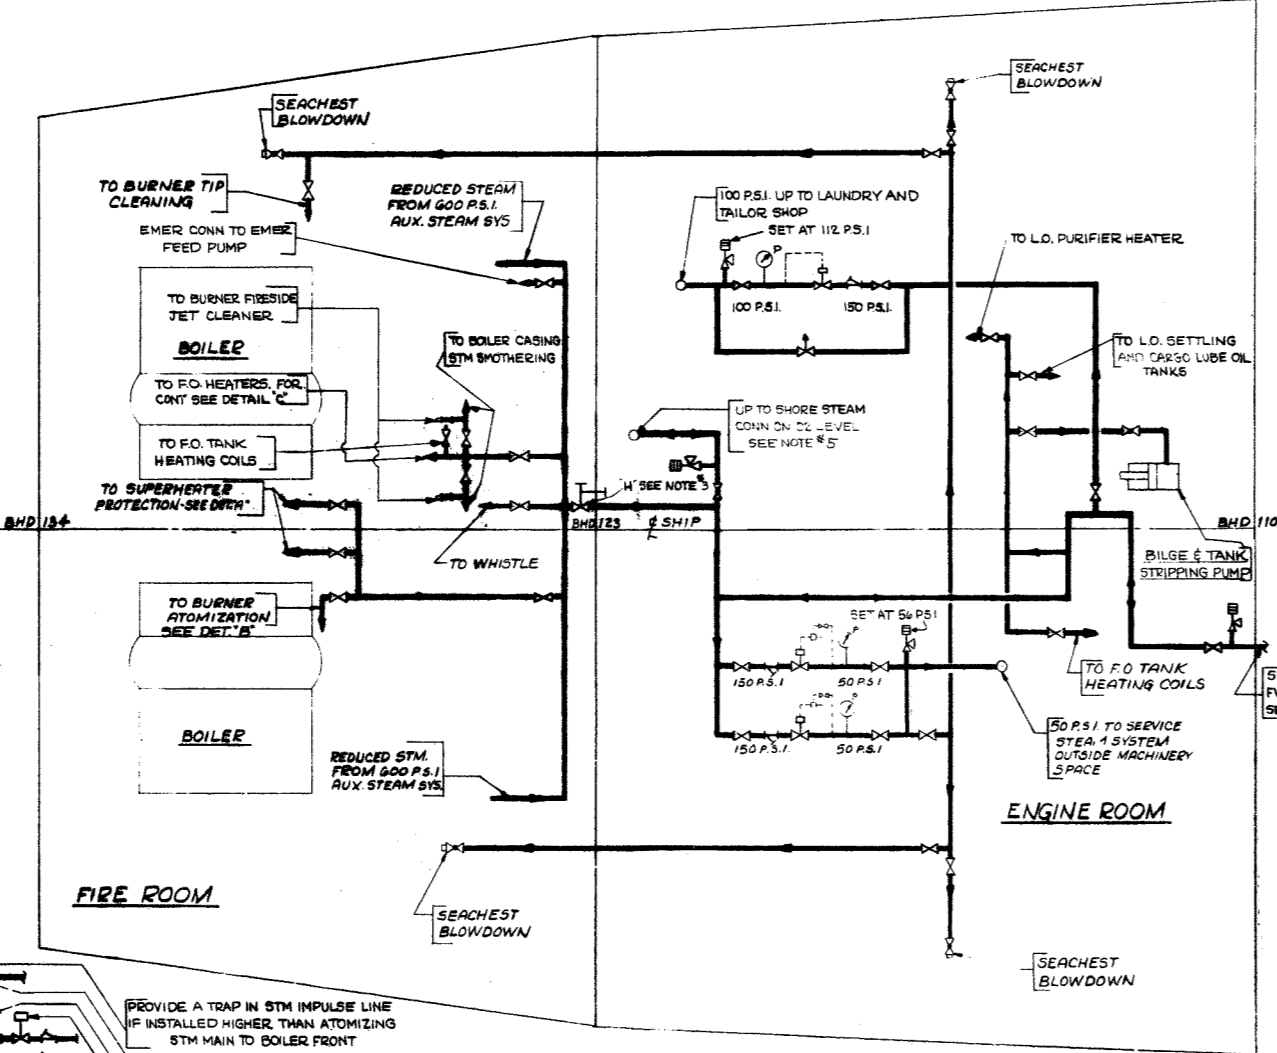 SEACHEST
BLOWDOWN
SEACHEST
BLOWDOWN
TO BURNER TIP
CLEANING
REDUCED STEAM
FROM 600 P.S.I.
AUX. STEAM SYS
100 P.S.I. UP TO LAUNDRY AND
TAILOR SHOP
SET AT 112 P.S.I
P
EMER CONN TO EMER
FEED PUMP
TO L.O. PURIFIER HEATER
TO BURNER FIRESIDE
JET CLEANER
100 P.S.I.
150 P.S.I.
BOILER
TO BOILER CASING
STM SMOTHERING
TO L.O. SETTLING
AND CARGO LUBE OIL
TANKS
TO F.O. HEATERS. FOR
CONT SEE DETAIL "C"
UP TO SHORE STEAM
CONN ON 02 LEVEL
SEE NOTE #5
TO F.O. TANK
HEATING COILS
TO SUPERHEATER
PROTECTION-SEE DET."A"
"H" SEE NOTE #3
BHD 134
BHD 123
℄ SHIP
BHD 110
TO WHISTLE
BILGE & TANK
STRIPPING PUMP
TO BURNER
ATOMIZATION
SEE DET. "B"
SET AT 56 PSI
P
150 P.S.I
50 P.S.I
TO F.O TANK
HEATING COILS
P
150 P.S.I.
50 P.S.I
50 P.S.I. TO SERVICE
STEAM SYSTEM
OUTSIDE MACHINERY
SPACE
BOILER
REDUCED STM.
FROM 600 P.S.I
AUX. STEAM SYS.
ENGINE ROOM
FIRE ROOM
SEACHEST
BLOWDOWN
SEACHEST
BLOWDOWN
PROVIDE A TRAP IN STM IMPULSE LINE
IF INSTALLED HIGHER THAN ATOMIZING
STM MAIN TO BOILER FRONT